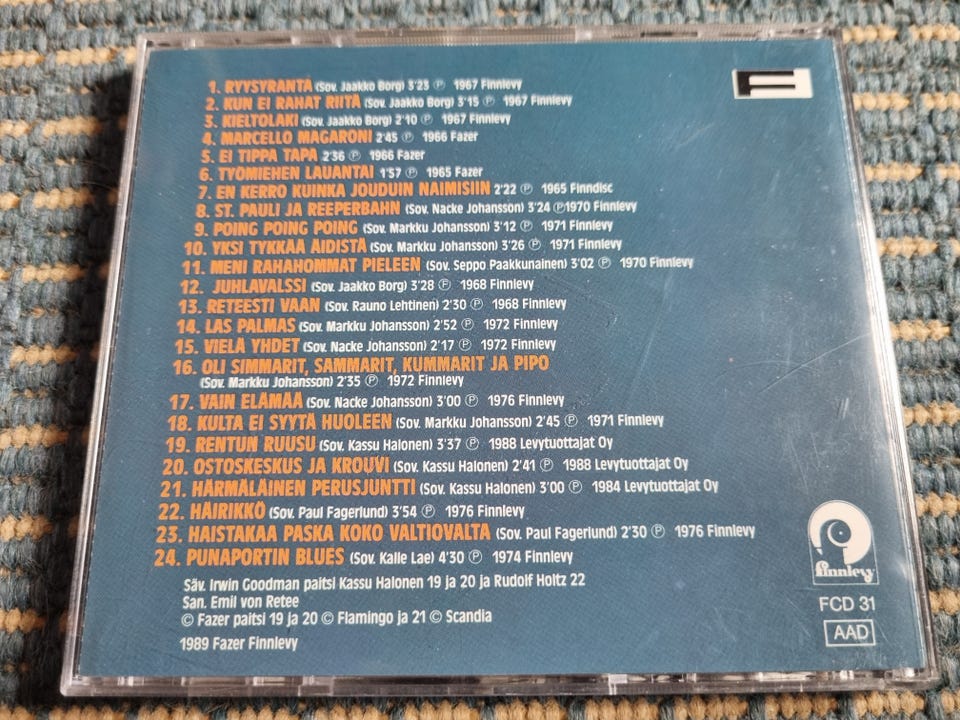 1. RYYSYRANTA (Sov. Jaakko Borg) 3'23 Ⓟ 1967 Finnlevy
2. KUN EI RAHAT RIITÄ (Sov. Jaakko Borg) 3'15 Ⓟ 1967 Finnlevy
3. KIELTOLAKI (Sov. Jaakko Borg) 2'10 Ⓟ 1967 Finnlevy
4. MARCELLO MAGARONI 2'45 Ⓟ 1966 Fazer
5. EI TIPPA TAPA 2'36 Ⓟ 1966 Fazer
6. TYÖMIEHEN LAUANTAI 1'57 Ⓟ 1965 Fazer
7. EN KERRO KUINKA JOUDUIN NAIMISIIN 2'22 Ⓟ 1965 Finndisc
8. ST. PAULI JA REEPERBAHN (Sov. Nacke Johansson) 3'24 Ⓟ1970 Finnlevy
9. POING POING POING (Sov. Markku Johansson) 3'12 Ⓟ 1971 Finnlevy
10. YKSI TYKKÄÄ ÄIDISTÄ (Sov. Markku Johansson) 3'26 Ⓟ 1971 Finnlevy
11. MENI RAHAHOMMAT PIELEEN (Sov. Seppo Paakkunainen) 3'02 Ⓟ 1970 Finnlevy
12. JUHLAVALSSI (Sov. Jaakko Borg) 3'28 Ⓟ 1968 Finnlevy
13. RETEESTI VAAN (Sov. Rauno Lehtinen) 2'30 Ⓟ 1968 Finnlevy
14. LAS PALMAS (Sov. Markku Johansson) 2'52 Ⓟ 1972 Finnlevy
15. VIELÄ YHDET (Sov. Nacke Johansson) 2'17 Ⓟ 1972 Finnlevy
16. OLI SIMMARIT, SAMMARIT, KUMMARIT JA PIPO
(Sov. Markku Johansson) 2'35 Ⓟ 1972 Finnlevy
17. VAIN ELÄMÄÄ (Sov. Nacke Johansson) 3'00 Ⓟ 1976 Finnlevy
18. KULTA EI SYYTÄ HUOLEEN (Sov. Markku Johansson) 2'45 Ⓟ 1971 Finnlevy
19. RENTUN RUUSU (Sov. Kassu Halonen) 3'37 Ⓟ 1988 Levytuottajat Oy
20. OSTOSKESKUS JA KROUVI (Sov. Kassu Halonen) 2'41 Ⓟ 1988 Levytuottajat Oy
21. HÄRMÄLÄINEN PERUSJUNTTI (Sov. Kassu Halonen) 3'00 Ⓟ 1984 Levytuottajat Oy
22. HÄIRIKKÖ (Sov. Paul Fagerlund) 3'54 Ⓟ 1976 Finnlevy
23. HAISTAKAA PASKA KOKO VALTIOVALTA (Sov. Paul Fagerlund) 2'30 Ⓟ 1976 Finnlevy
24. PUNAPORTIN BLUES (Sov. Kalle Lae) 4'30 Ⓟ 1974 Finnlevy
Säv. Irwin Goodman paitsi Kassu Halonen 19 ja 20 ja Rudolf Holtz 22
San. Emil von Retee
© Fazer paitsi 19 ja 20 © Flamingo ja 21 © Scandia
1989 Fazer Finnlevy
finnlevy
FCD 31
AAD